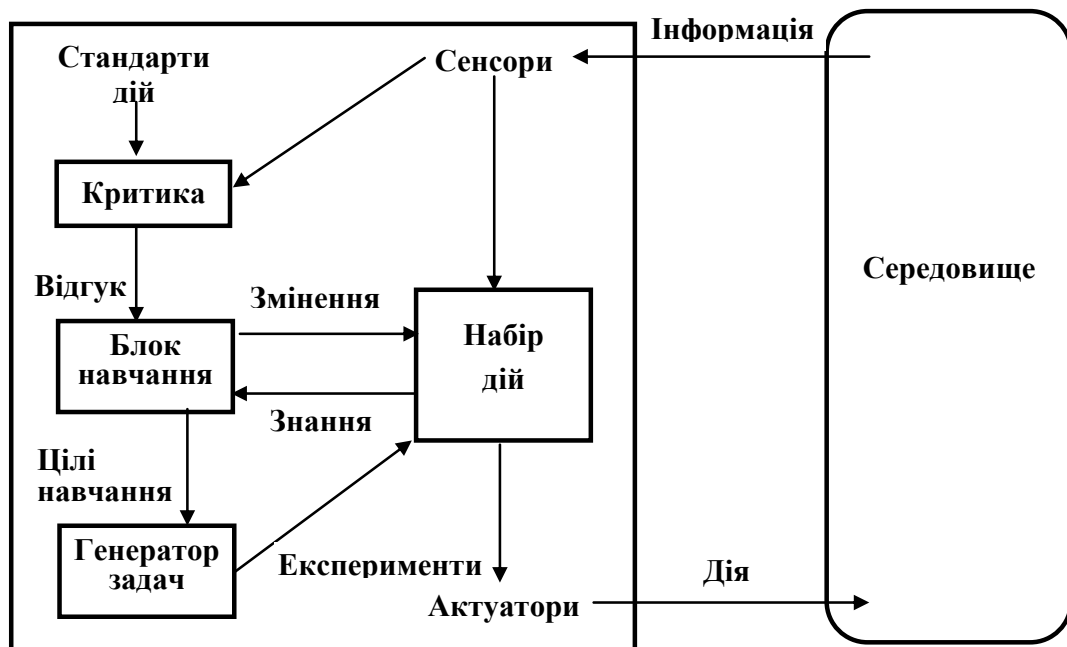 Інформація
Стандарти
дій
Сенсори
Критика
Середовище
Відгук
Змінення
Блок
навчання
Набір
дій
Знання
Цілі
навчання
Генератор
задач
Експерименти
Дія
Актуатори